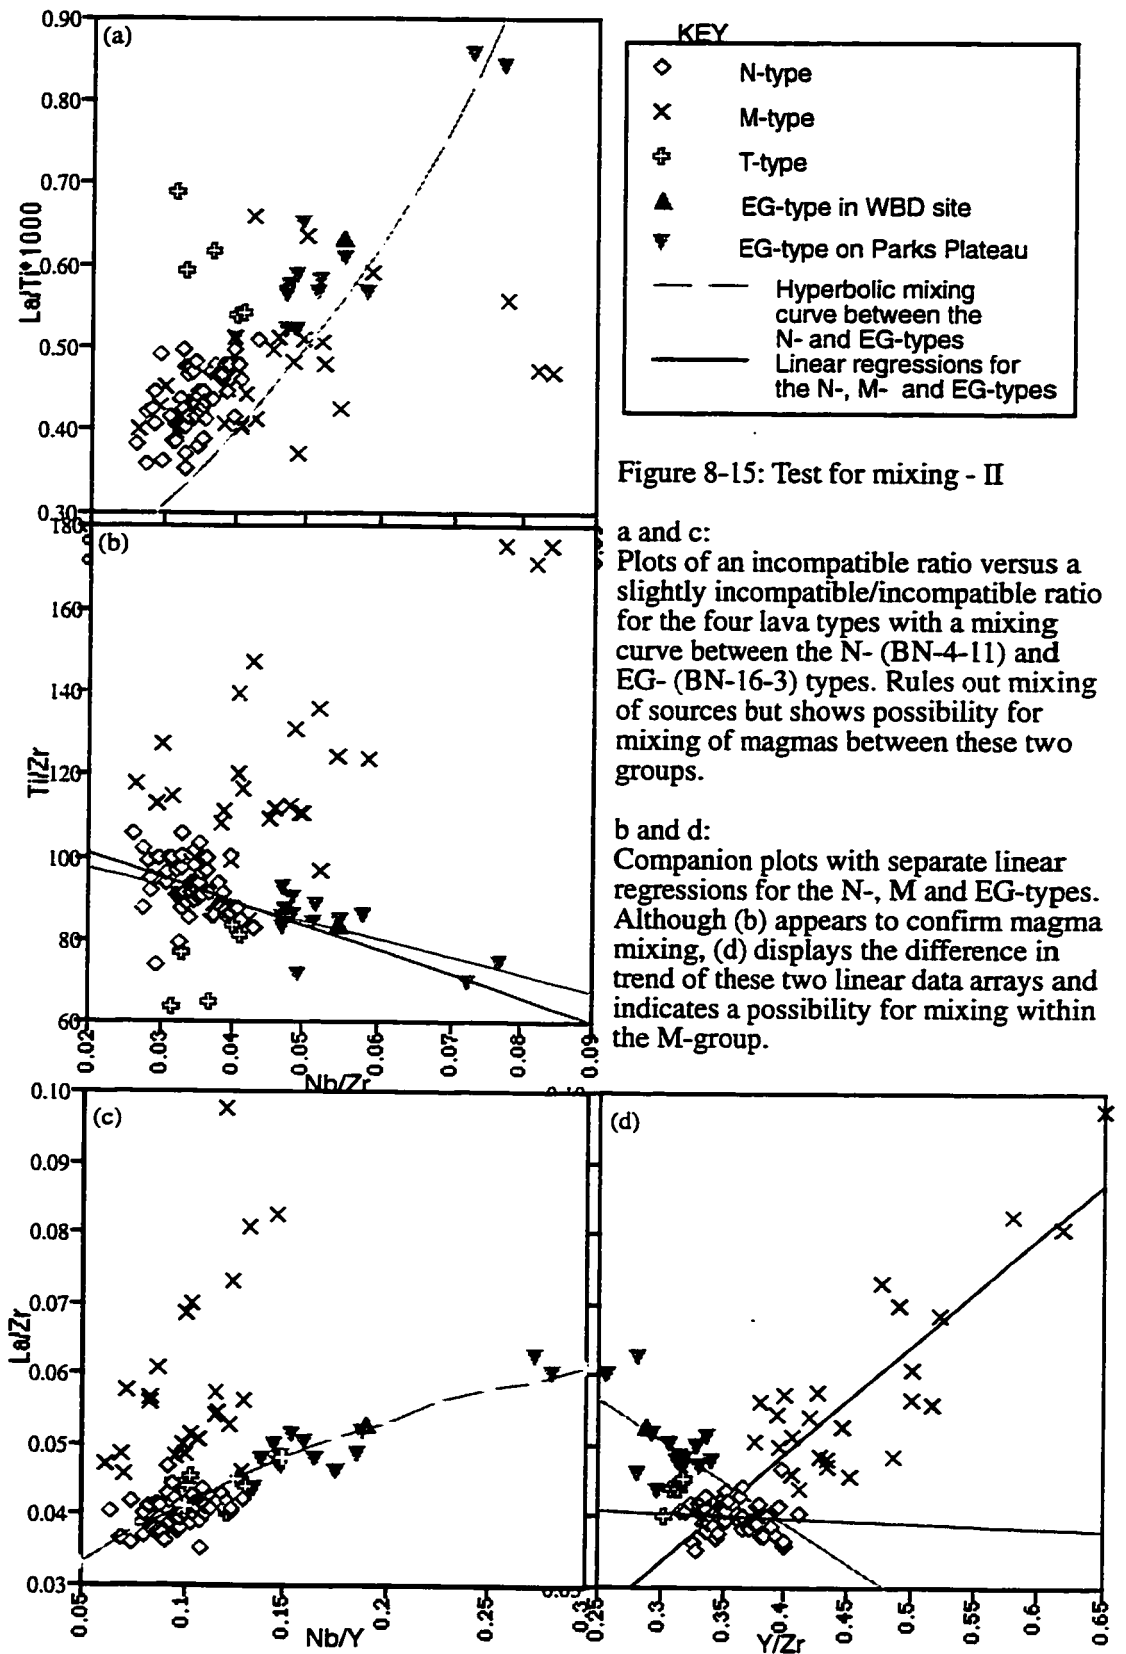 (a)
0.90
0.80
0.70
0.60
0.50
0.40
0.30
La/Ti*1000
KEY
N-type
M-type
T-type
EG-type in WBD site
EG-type on Parks Plateau
Hyperbolic mixing
curve between the
N- and EG-types
Linear regressions for
the N-, M- and EG-types
Figure 8-15: Test for mixing - II
a and c:
Plots of an incompatible ratio versus a
slightly incompatible/incompatible ratio
for the four lava types with a mixing
curve between the N- (BN-4-11) and
EG- (BN-16-3) types. Rules out mixing
of sources but shows possibility for
mixing of magmas between these two
groups.
b and d:
Companion plots with separate linear
regressions for the N-, M and EG-types.
Although (b) appears to confirm magma
mixing, (d) displays the difference in
trend of these two linear data arrays and
indicates a possibility for mixing within
the M-group.
(b)
180
160
140
120
100
80
60
Ti/Zr
0.02 0.03 0.04 0.05 0.06 0.07 0.08 0.09
Nb/Zr
(c)
0.10
0.09
0.08
0.07
0.06
0.05
0.04
0.03
La/Zr
0.05 0.1 0.15 0.2 0.25 0.3
Nb/Y
(d)
0.25 0.3 0.35 0.4 0.45 0.5 0.55 0.6 0.65
Y/Zr